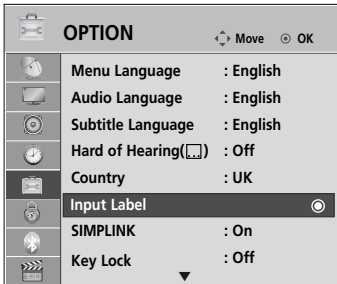 OPTION Move OK
Menu Language : English
Audio Language : English
Subtitle Language : English
Hard of Hearing( ) : Off
Country : UK
Input Label
SIMPLINK : On
Key Lock : Off